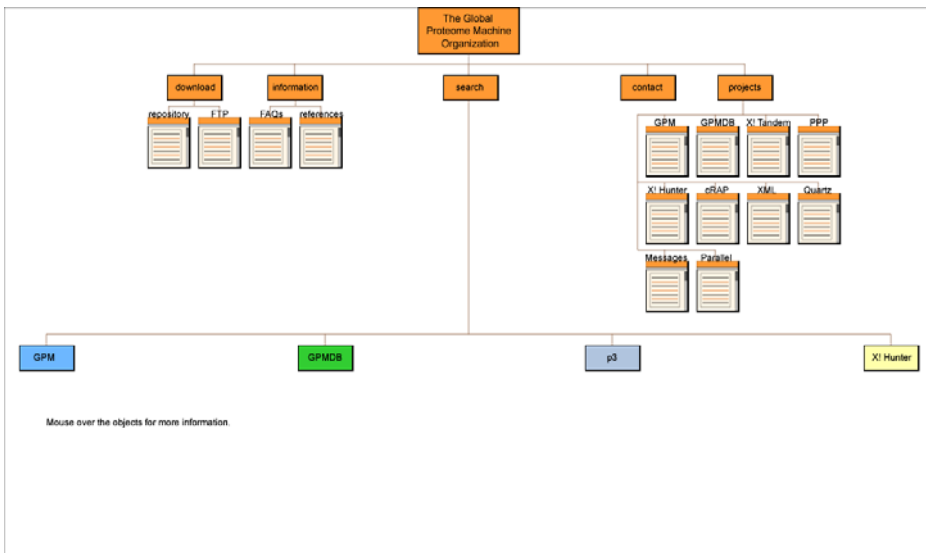 The Global
Proteome Machine
Organization
download
information
search
contact
projects
repository
FTP
FAQs
references
GPM
GPMDB
X! Tandem
PPP
X! Hunter
cRAP
XML
Quartz
Messages
Parallel
GPM
GPMDB
p3
X! Hunter
Mouse over the objects for more information.